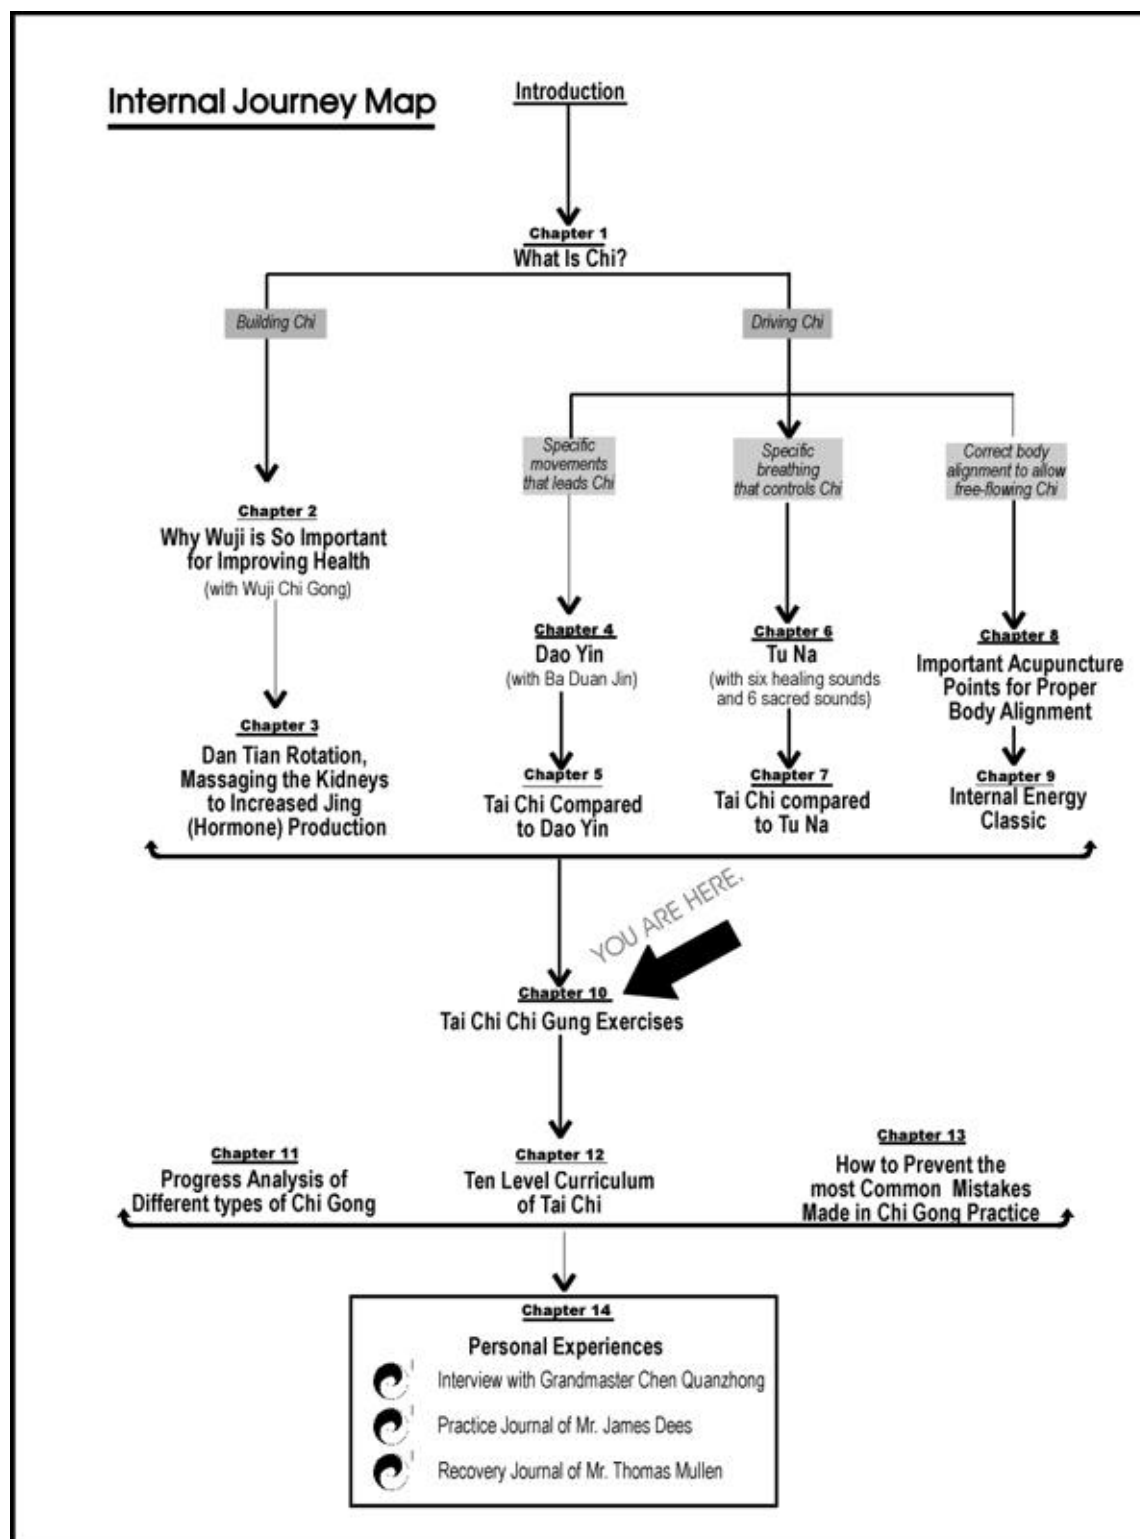 Internal Journey Map
Introduction
Chapter 1
What Is Chi?
Building Chi
Driving Chi
Specific
movements
that leads Chi
Specific
breathing
that controls Chi
Correct body
alignment to allow
free-flowing Chi
Chapter 2
Why Wuji is So Important
for Improving Health
(with Wuji Chi Gong)
Chapter 3
Dan Tian Rotation,
Massaging the Kidneys
to Increased Jing
(Hormone) Production
Chapter 4
Dao Yin
(with Ba Duan Jin)
Chapter 5
Tai Chi Compared
to Dao Yin
Chapter 6
Tu Na
(with six healing sounds
and 6 sacred sounds)
Chapter 7
Tai Chi compared
to Tu Na
Chapter 8
Important Acupuncture
Points for Proper
Body Alignment
Chapter 9
Internal Energy
Classic
YOU ARE HERE.
Chapter 10
Tai Chi Chi Gung Exercises
Chapter 11
Progress Analysis of
Different types of Chi Gong
Chapter 12
Ten Level Curriculum
of Tai Chi
Chapter 13
How to Prevent the
most Common Mistakes
Made in Chi Gong Practice
Chapter 14
Personal Experiences
Interview with Grandmaster Chen Quanzhong
Practice Journal of Mr. James Dees
Recovery Journal of Mr. Thomas Mullen